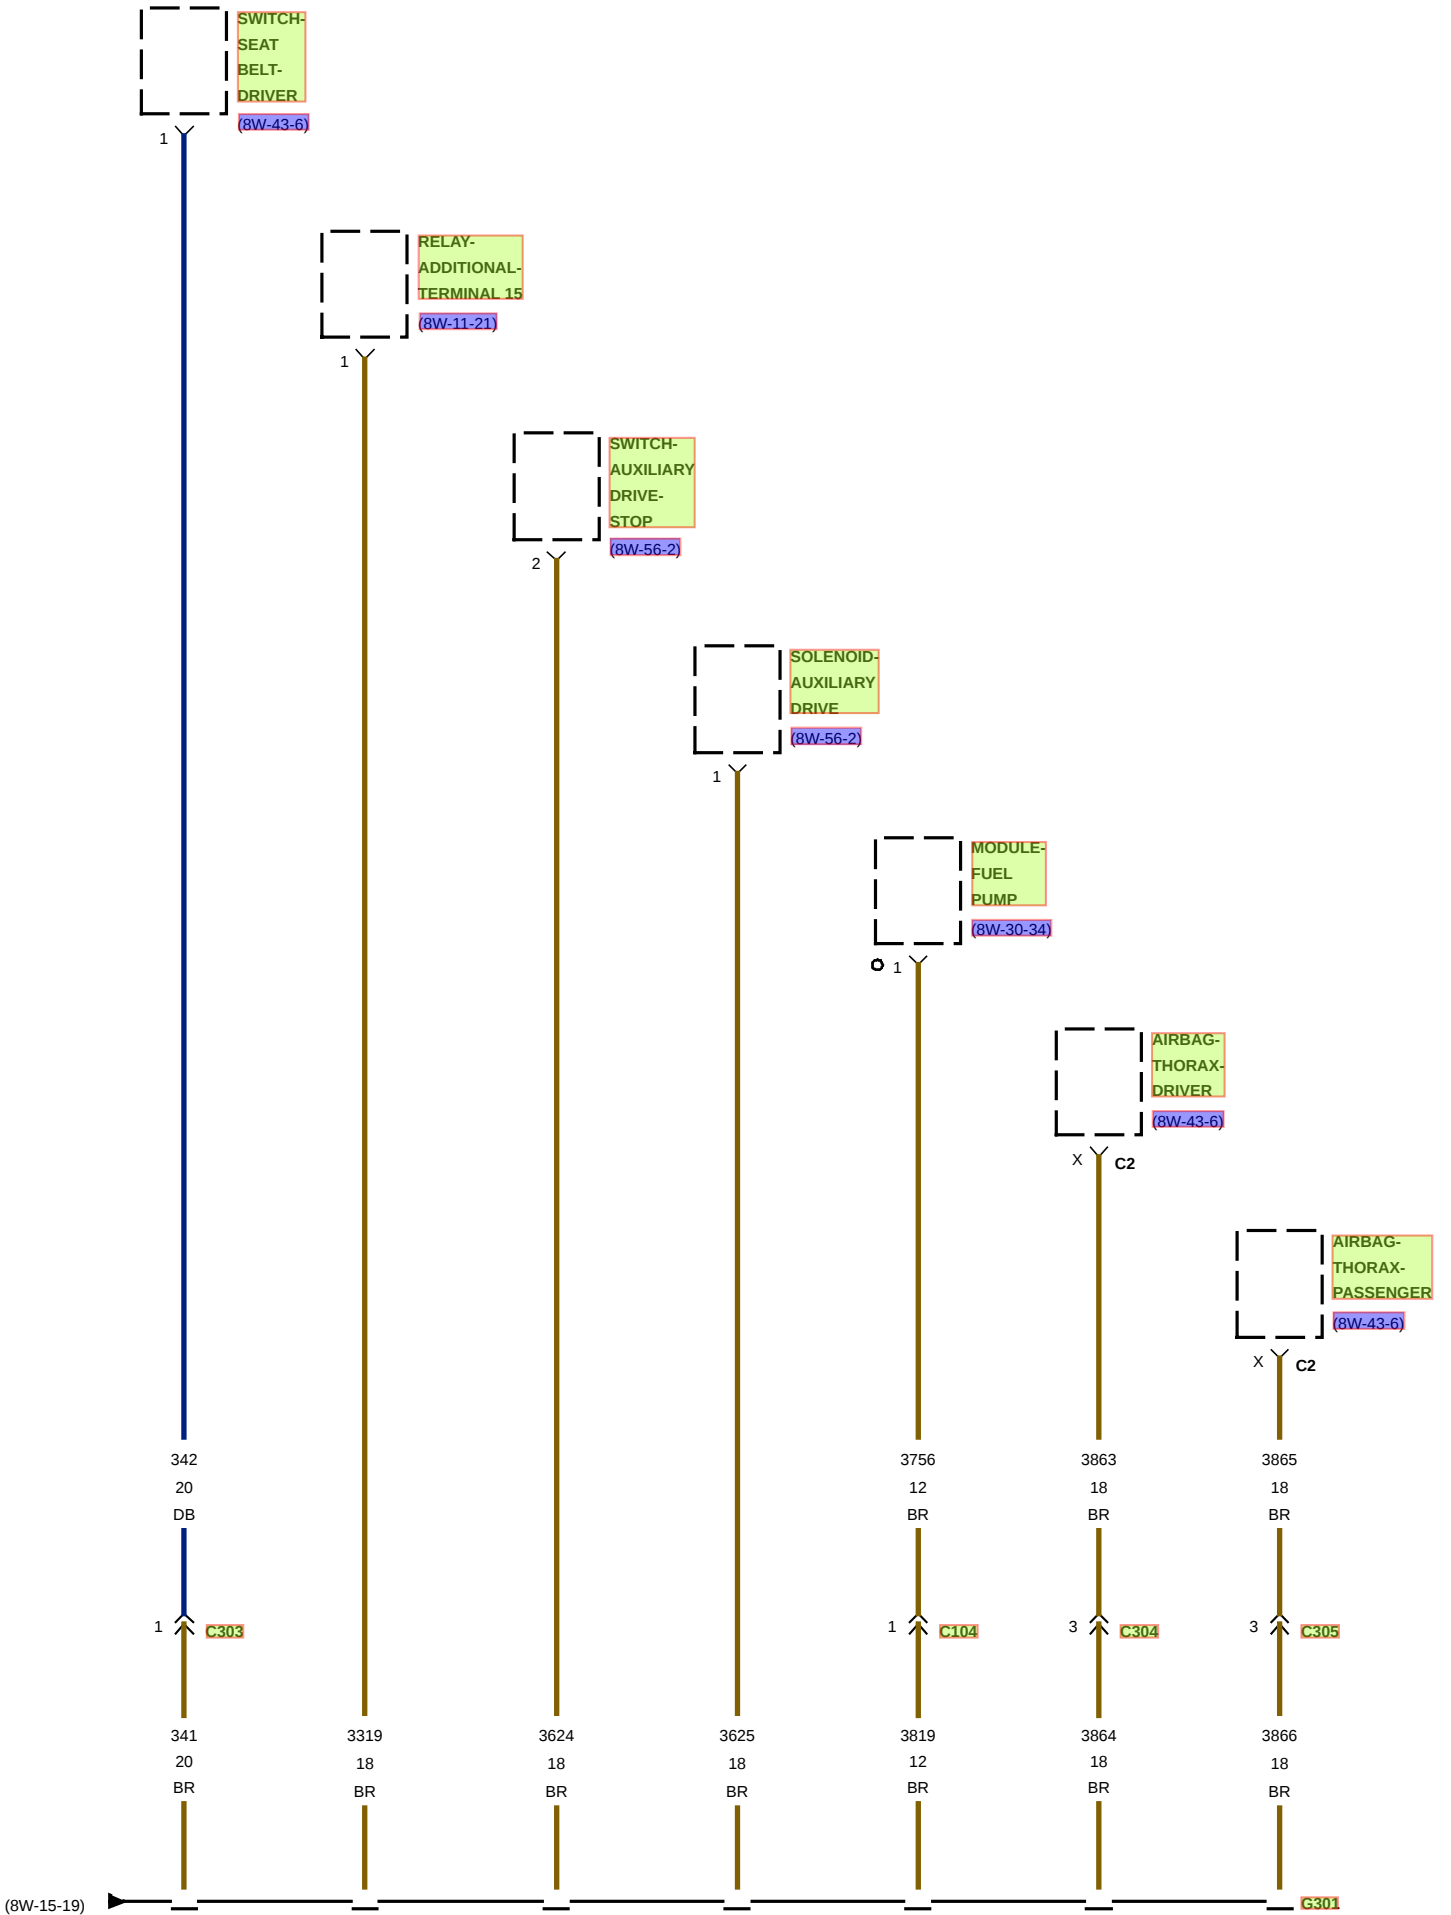 SWITCH-
SEAT
BELT-
DRIVER
(8W-43-6)
1
RELAY-
ADDITIONAL-
TERMINAL 15
(8W-11-21)
1
SWITCH-
AUXILIARY
DRIVE-
STOP
(8W-56-2)
2
SOLENOID-
AUXILIARY
DRIVE
(8W-56-2)
1
MODULE-
FUEL
PUMP
(8W-30-34)
1
AIRBAG-
THORAX-
DRIVER
(8W-43-6)
X C2
AIRBAG-
THORAX-
PASSENGER
(8W-43-6)
X C2
342 3756 3863 3865
20 12 18 18
DB BR BR BR
1 C303 1 C104 3 C304 3 C305
341 3319 3624 3625 3819 3864 3866
20 18 18 18 12 18 18
BR BR BR BR BR BR BR
(8W-15-19) G301